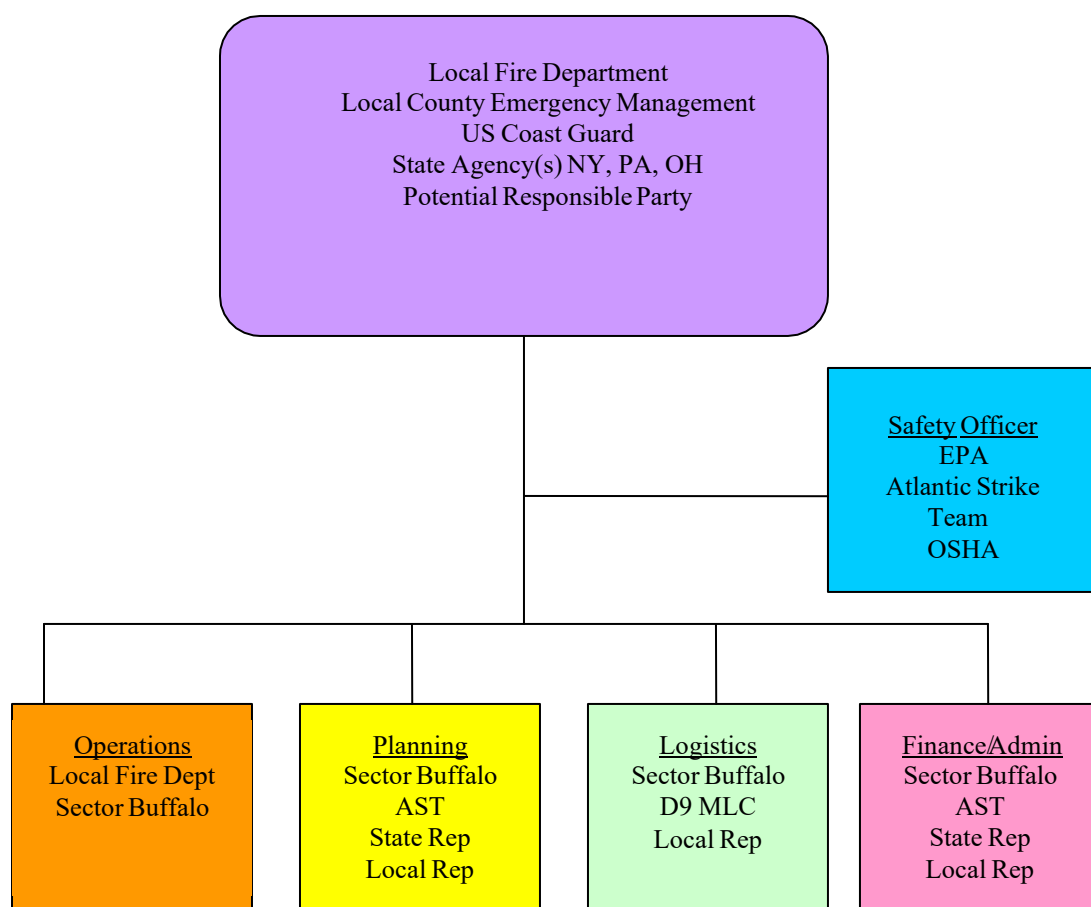 Local Fire Department
Local County Emergency Management
US Coast Guard
State Agency(s) NY, PA, OH
Potential Responsible Party
Safety Officer
EPA
Atlantic Strike
Team
OSHA
Operations
Local Fire Dept
Sector Buffalo
Planning
Sector Buffalo
AST
State Rep
Local Rep
Logistics
Sector Buffalo
D9 MLC
Local Rep
Finance/Admin
Sector Buffalo
AST
State Rep
Local Rep